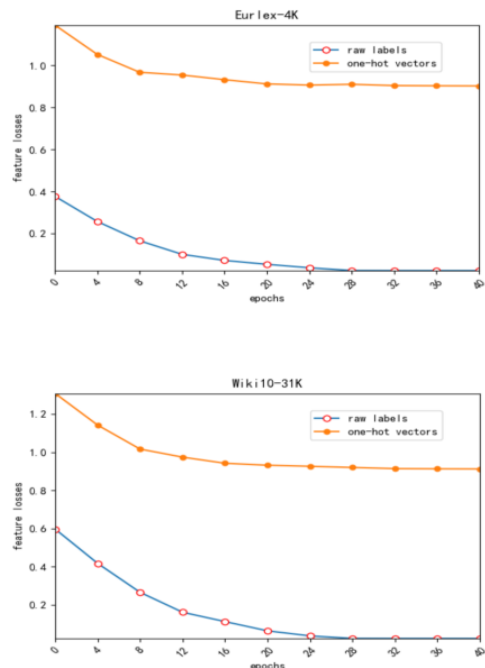 Eurlex-4K
raw labels
one-hot vectors
1.0
0.8
0.6
0.4
0.2
feature losses
0 4 8 12 16 20 24 28 32 36 40
epochs
Wiki10-31K
raw labels
one-hot vectors
1.2
1.0
0.8
0.6
0.4
0.2
feature losses
0 4 8 12 16 20 24 28 32 36 40
epochs